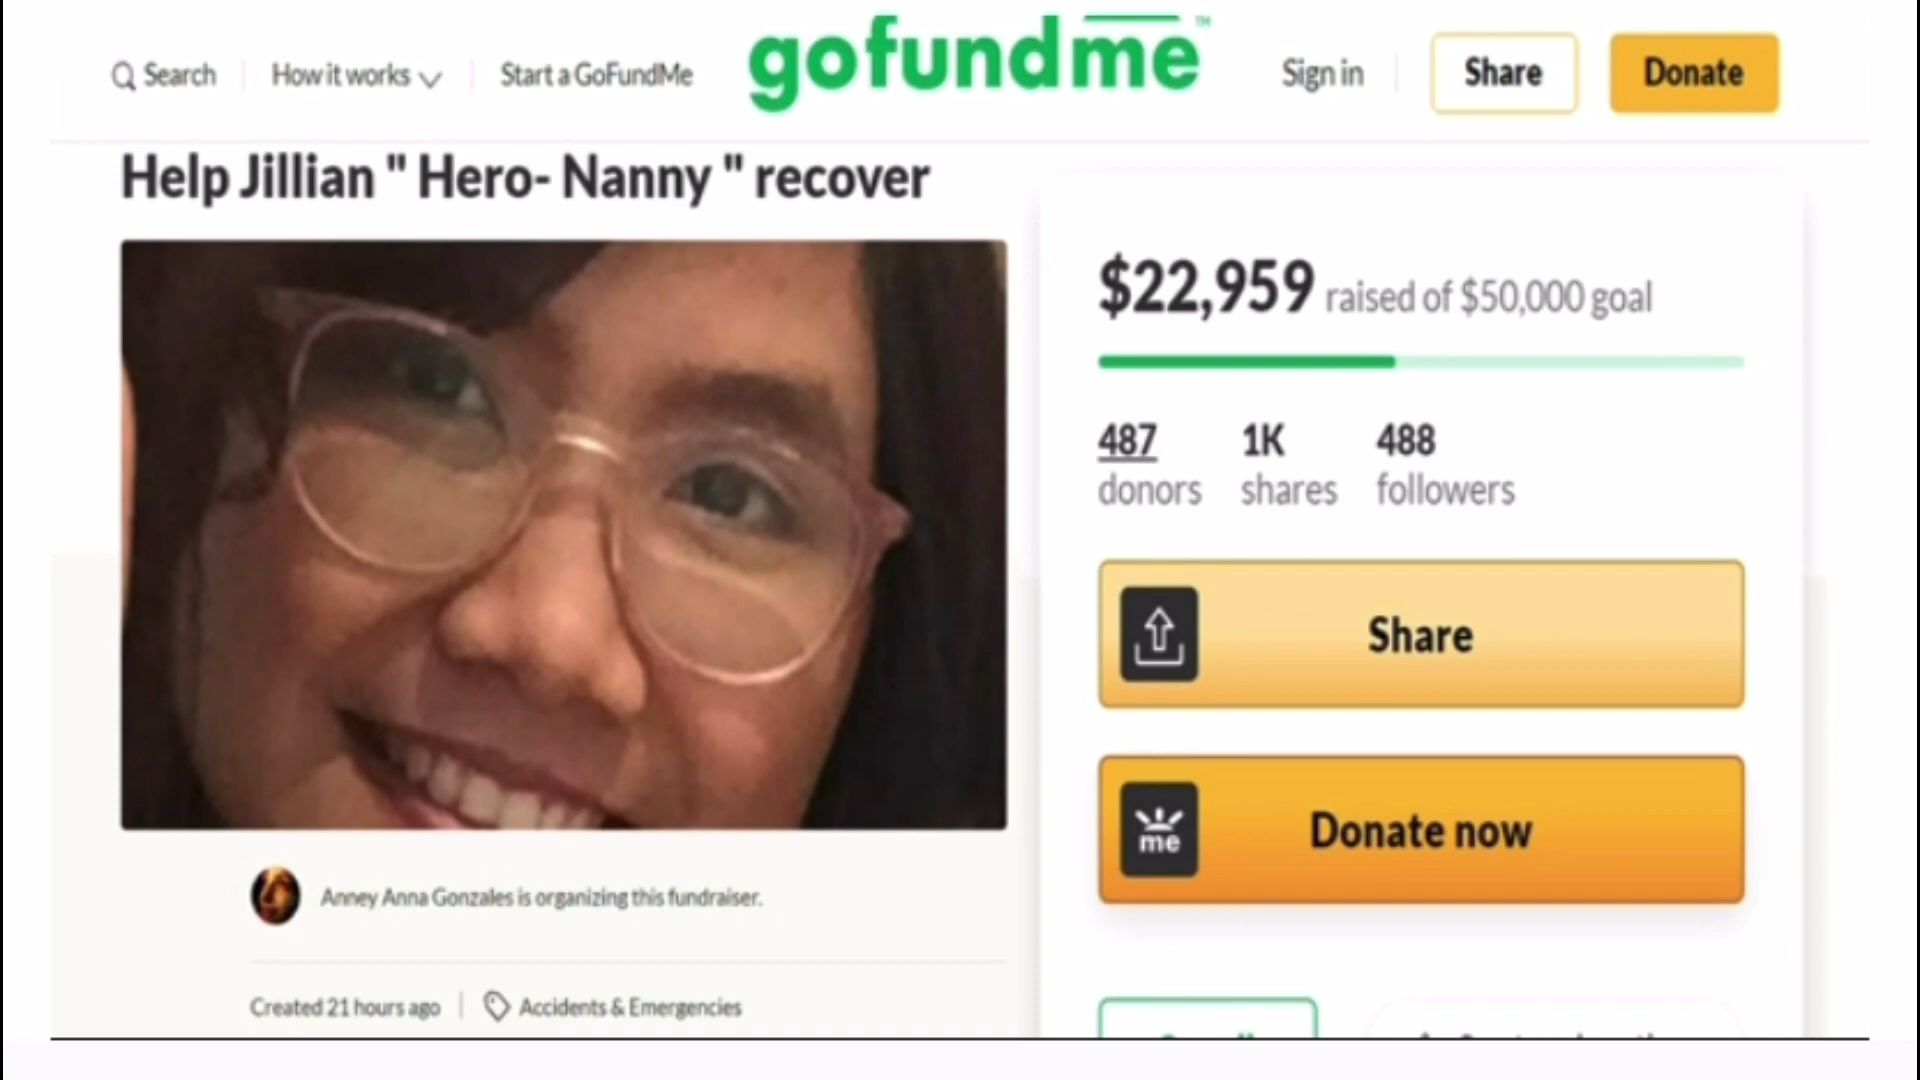 gofundme™
Search How it works Start a GoFundMe Sign in Share Donate
Help Jillian " Hero- Nanny " recover
$22,959 raised of $50,000 goal
487 1K 488
donors shares followers
Share
me Donate now
Anney Anna Gonzales is organizing this fundraiser.
Created 21 hours ago Accidents & Emergencies